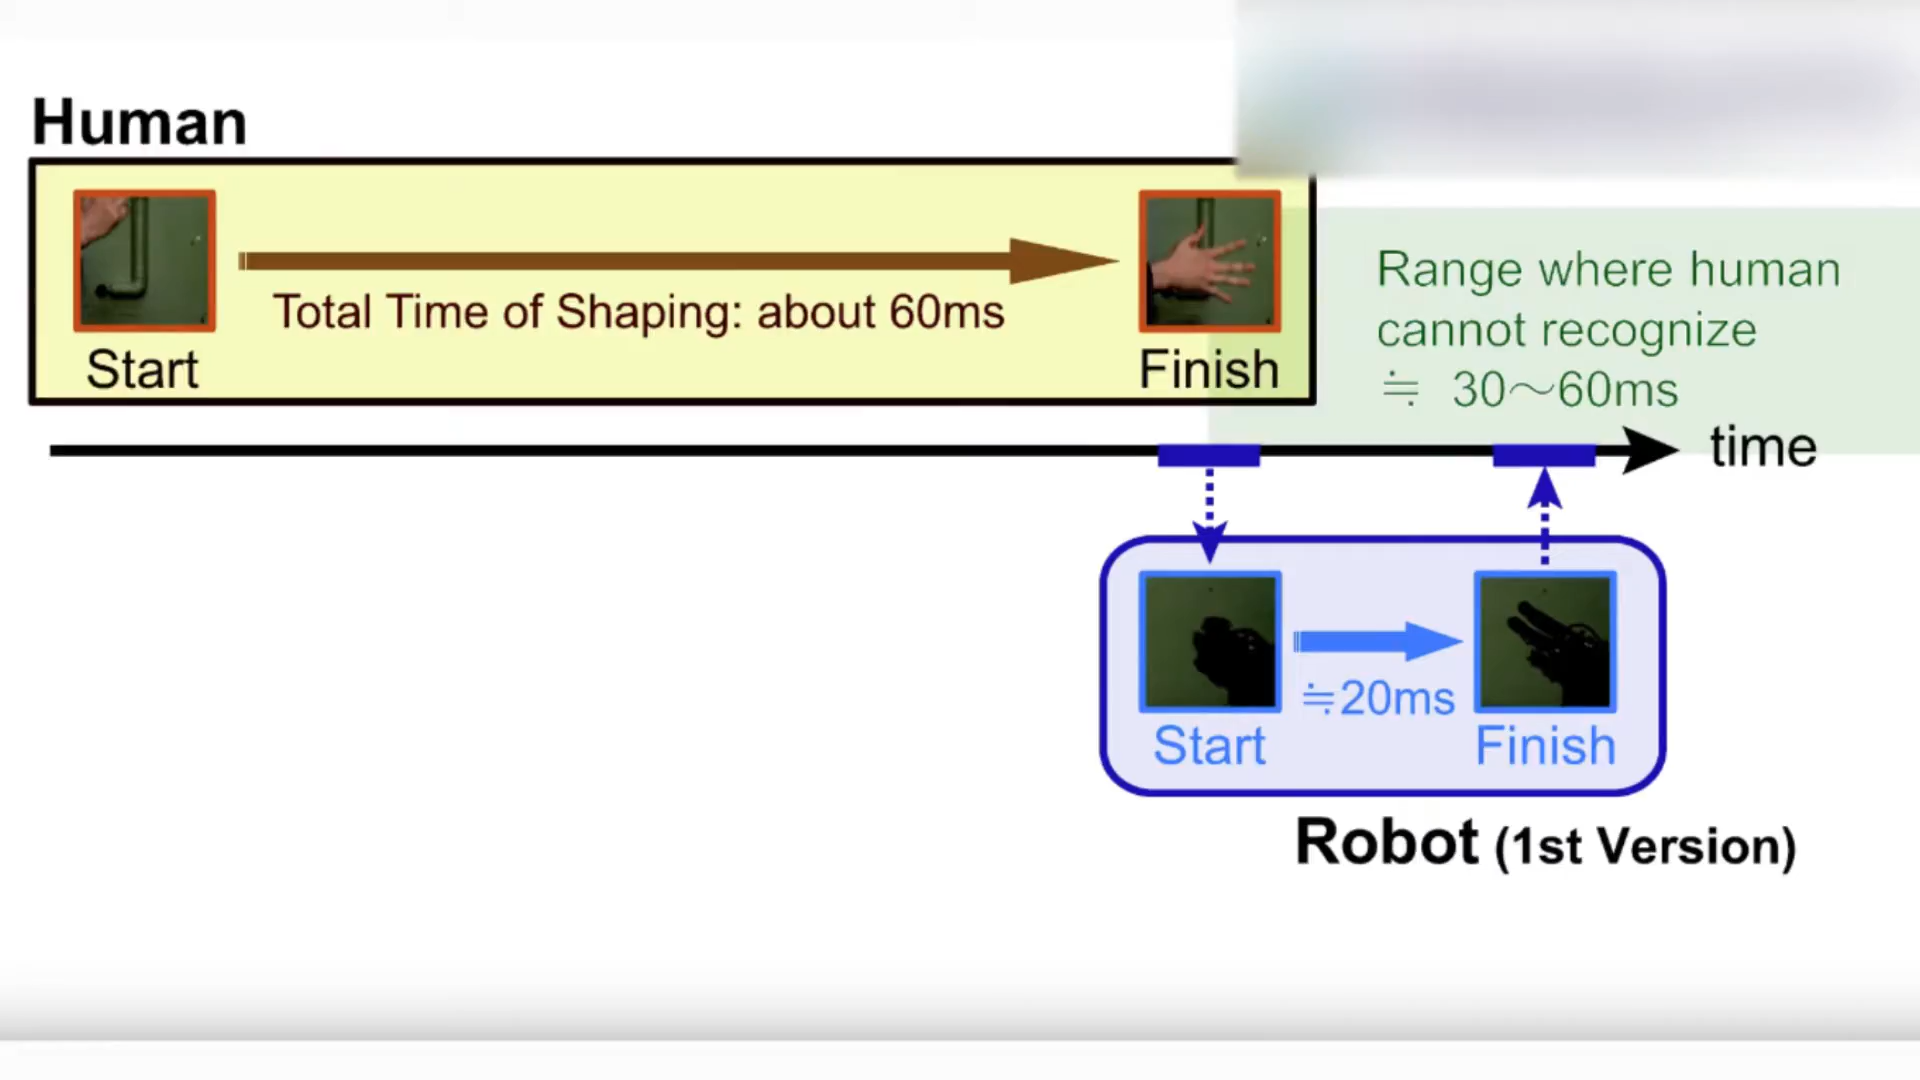 Human
Total Time of Shaping: about 60ms
Start
Finish
Range where human
cannot recognize
≒ 30～60ms
time
≒20ms
Start
Finish
Robot (1st Version)